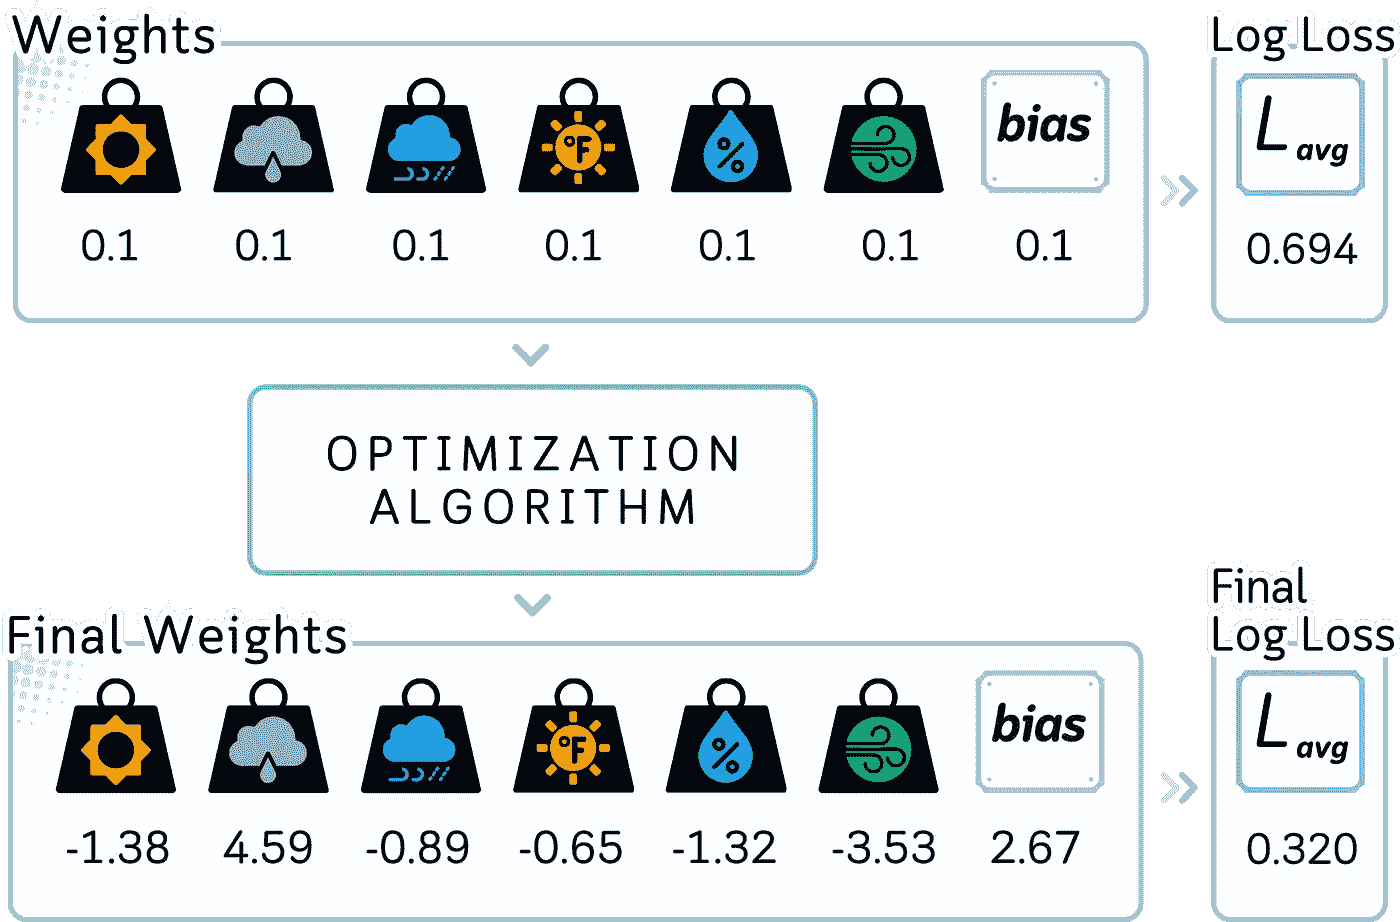 Weights
Log Loss
°F
%
bias
L avg
0.1 0.1 0.1 0.1 0.1 0.1 0.1
0.694
OPTIMIZATION
ALGORITHM
Final Weights
Final
Log Loss
°F
%
bias
L avg
-1.38 4.59 -0.89 -0.65 -1.32 -3.53 2.67
0.320